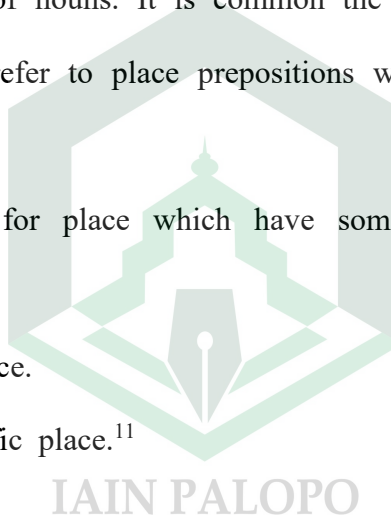 of nouns. It is common the
refer to place prepositions w
for place which have som
ce.
ic place.¹¹
IAIN PALOPO